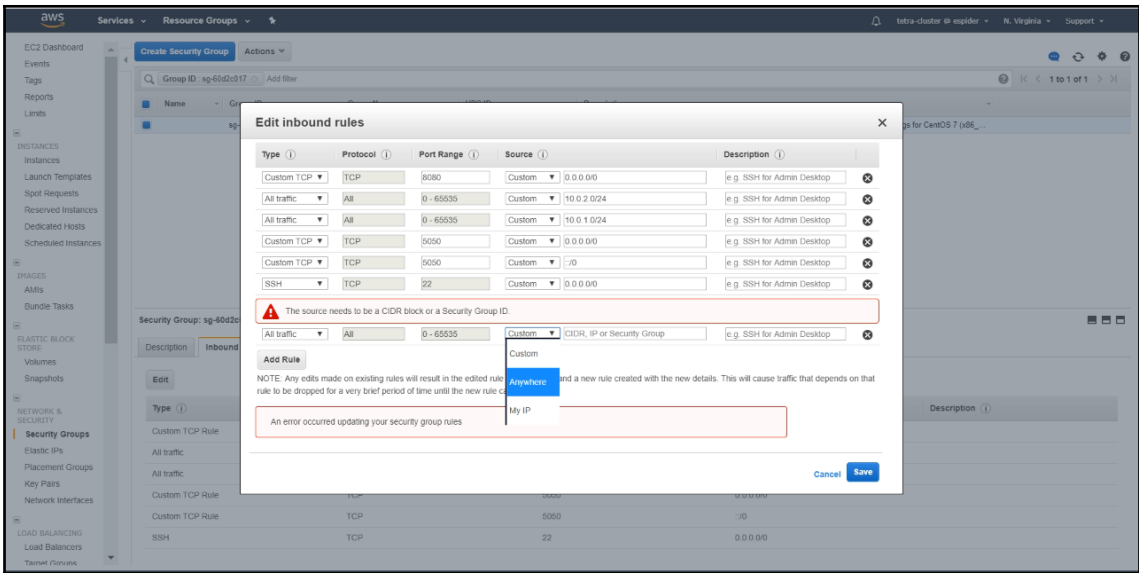 aws Services Resource Groups tetra-cluster @ espider N. Virginia Support
EC2 Dashboard
Events
Tags
Reports
Limits
INSTANCES
Instances
Launch Templates
Spot Requests
Reserved Instances
Dedicated Hosts
Scheduled Instances
IMAGES
AMIs
Bundle Tasks
ELASTIC BLOCK
STORE
Volumes
Snapshots
NETWORK &
SECURITY
Security Groups
Elastic IPs
Placement Groups
Key Pairs
Network Interfaces
LOAD BALANCING
Load Balancers
Target Groups
Create Security Group Actions
Group ID : sg-60d2c017 Add filter 1 to 1 of 1
Name
sg-
gs for CentOS 7 (x86_...
Edit inbound rules
Type Protocol Port Range Source Description
Custom TCP TCP 8080 Custom 0.0.0.0/0 e.g. SSH for Admin Desktop
All traffic All 0 - 65535 Custom 10.0.2.0/24 e.g. SSH for Admin Desktop
All traffic All 0 - 65535 Custom 10.0.1.0/24 e.g. SSH for Admin Desktop
Custom TCP TCP 5050 Custom 0.0.0.0/0 e.g. SSH for Admin Desktop
Custom TCP TCP 5050 Custom ::/0 e.g. SSH for Admin Desktop
SSH TCP 22 Custom 0.0.0.0/0 e.g. SSH for Admin Desktop
The source needs to be a CIDR block or a Security Group ID.
All traffic All 0 - 65535 Custom CIDR, IP or Security Group e.g. SSH for Admin Desktop
Custom
Anywhere
My IP
Add Rule
NOTE: Any edits made on existing rules will result in the edited rule and a new rule created with the new details. This will cause traffic that depends on that
rule to be dropped for a very brief period of time until the new rule ca
An error occurred updating your security group rules
Cancel Save
Security Group: sg-60d2c
Description Inbound
Edit
Type Description
Custom TCP Rule
All traffic
All traffic
Custom TCP Rule TCP 5050 0.0.0.0/0
Custom TCP Rule TCP 5050 ::/0
SSH TCP 22 0.0.0.0/0